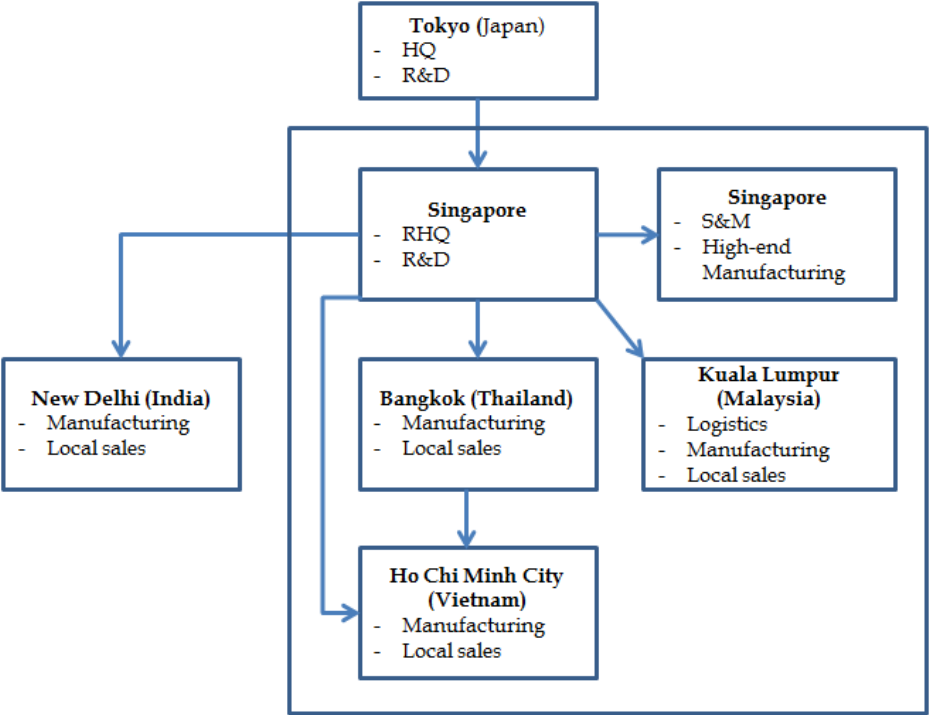 Tokyo (Japan)
- HQ
- R&D
Singapore
- RHQ
- R&D
Singapore
- S&M
- High-end
Manufacturing
New Delhi (India)
- Manufacturing
- Local sales
Bangkok (Thailand)
- Manufacturing
- Local sales
Kuala Lumpur
(Malaysia)
- Logistics
- Manufacturing
- Local sales
Ho Chi Minh City
(Vietnam)
- Manufacturing
- Local sales